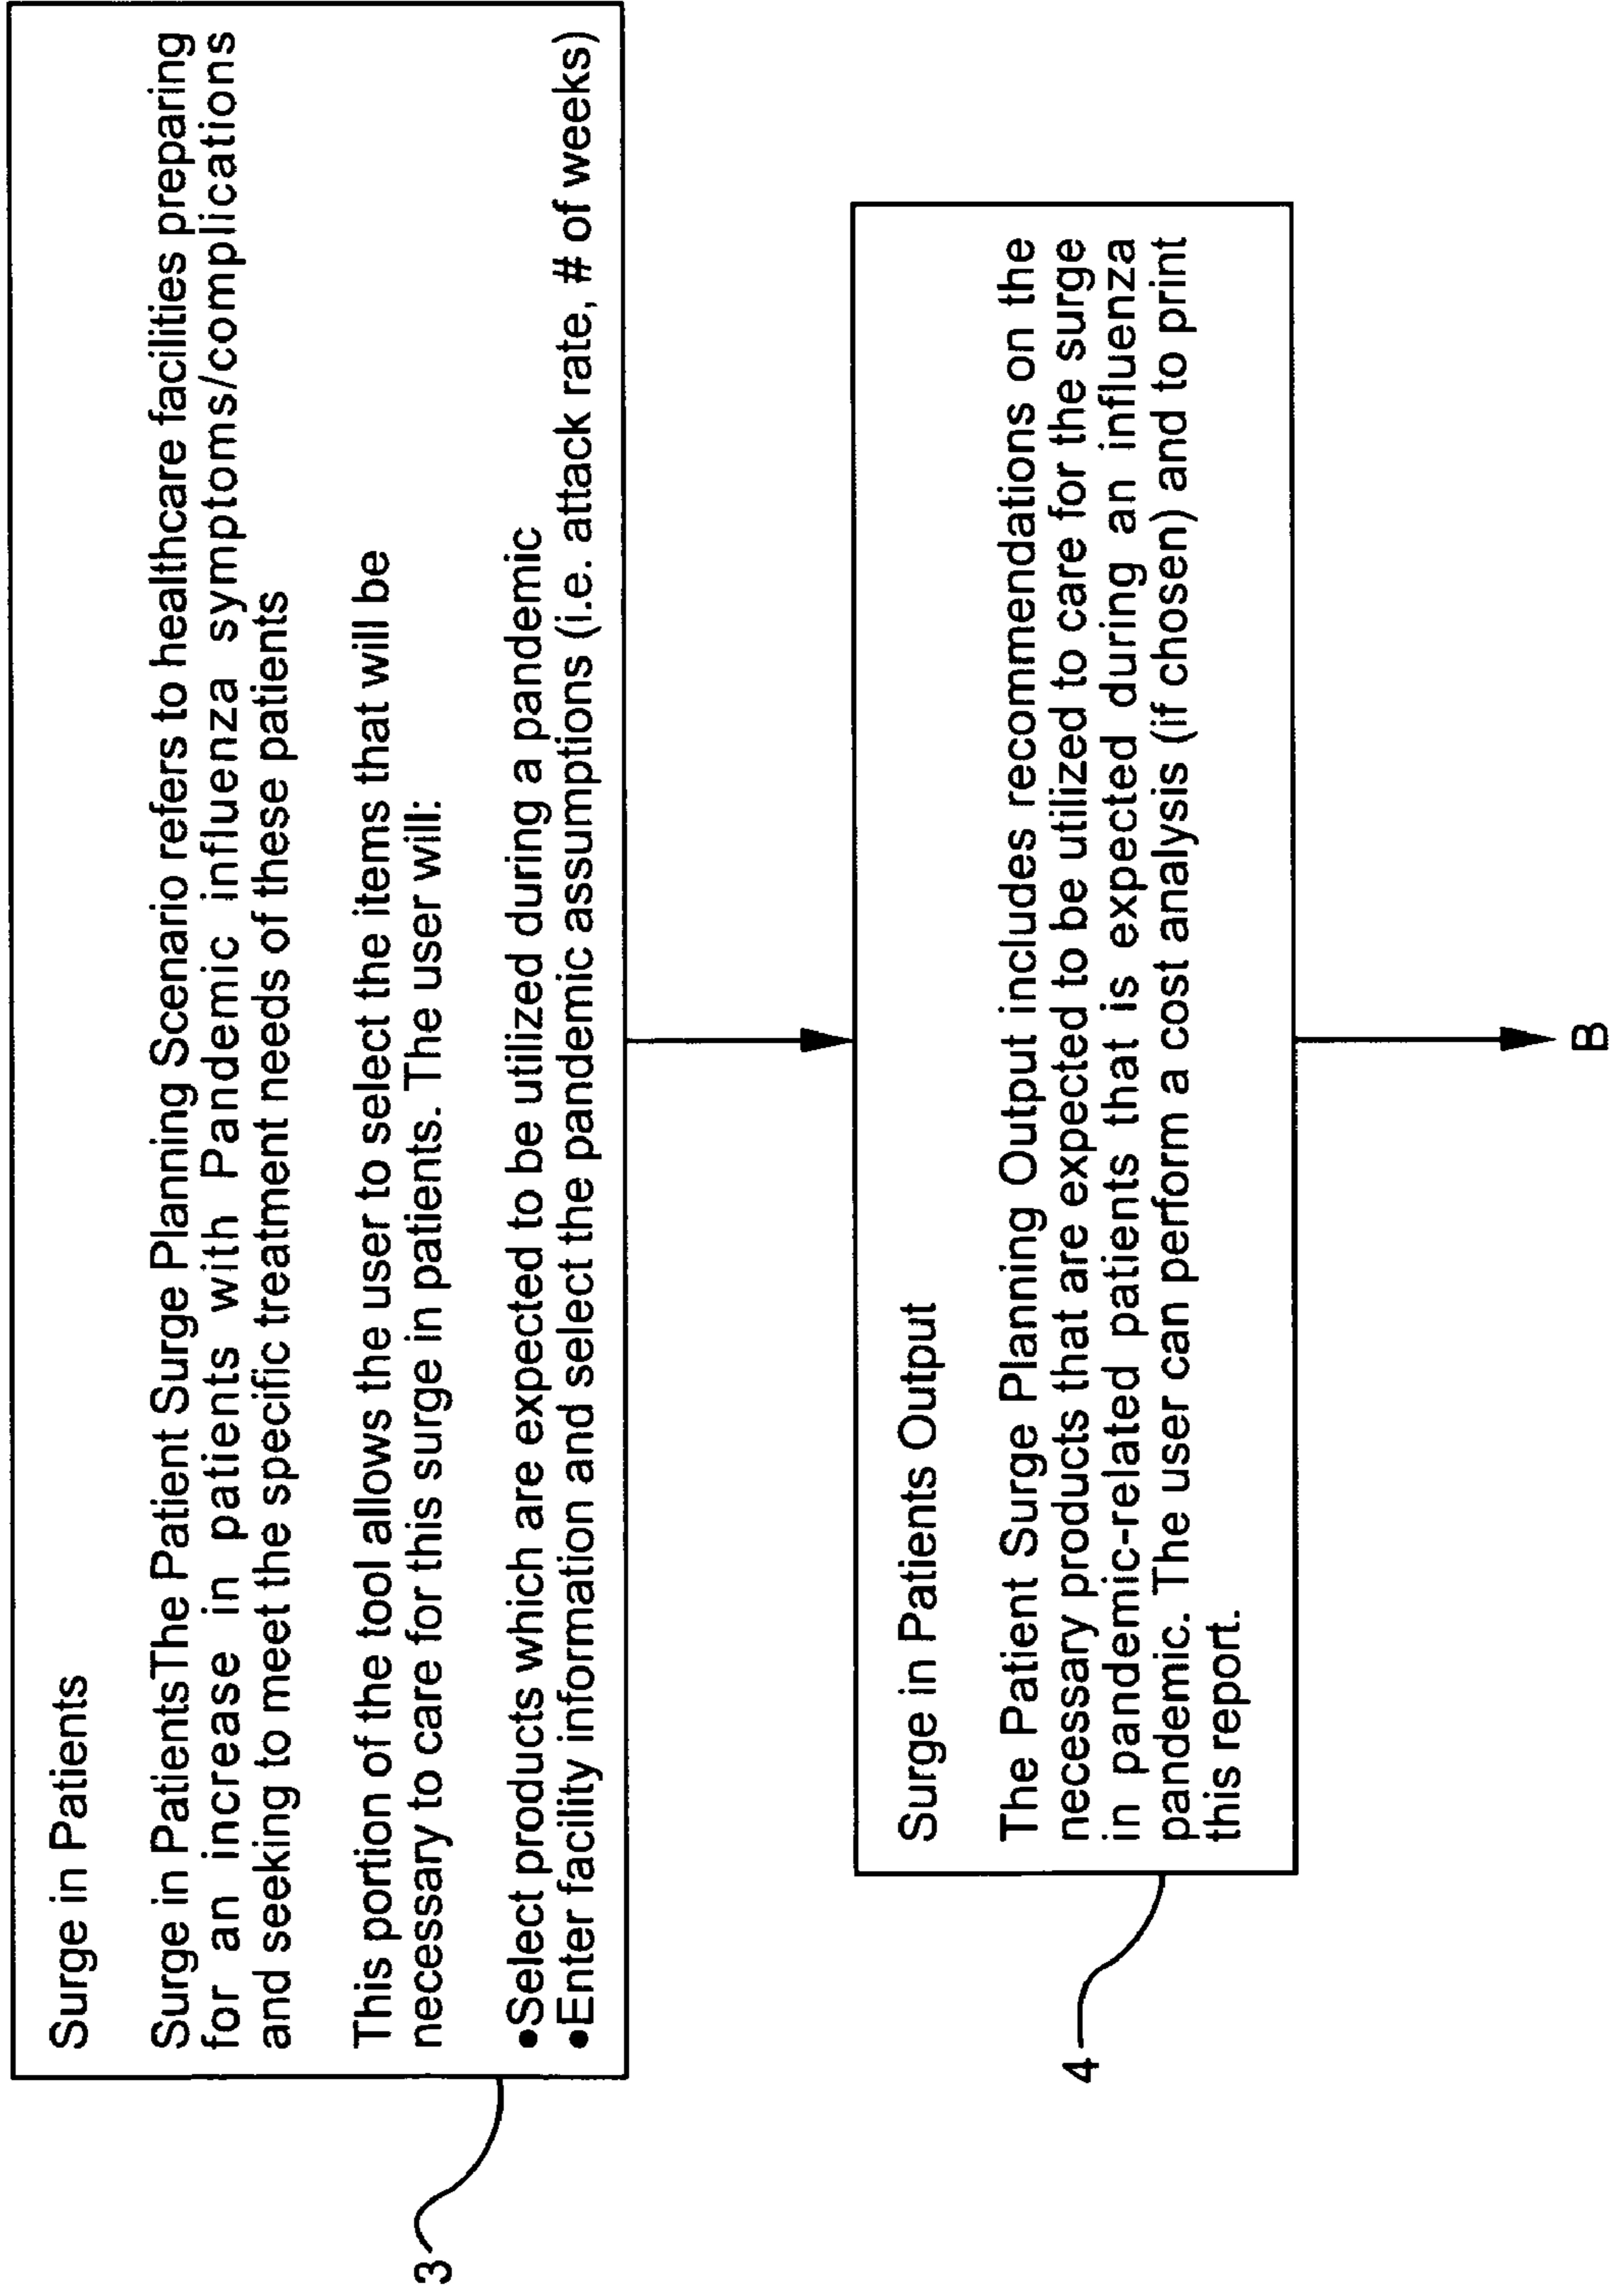 Surge in Patients
Surge in PatientsThe Patient Surge Planning Scenario refers to healthcare facilities preparing
for an increase in patients with Pandemic influenza symptoms/complications
and seeking to meet the specific treatment needs of these patients
This portion of the tool allows the user to select the items that will be
necessary to care for this surge in patients. The user will:
•Select products which are expected to be utilized during a pandemic
•Enter facility information and select the pandemic assumptions (i.e. attack rate, # of weeks)
3
Surge in Patients Output
The Patient Surge Planning Output includes recommendations on the
necessary products that are expected to be utilized to care for the surge
in pandemic-related patients that is expected during an influenza
pandemic. The user can perform a cost analysis (if chosen) and to print
this report.
4
B